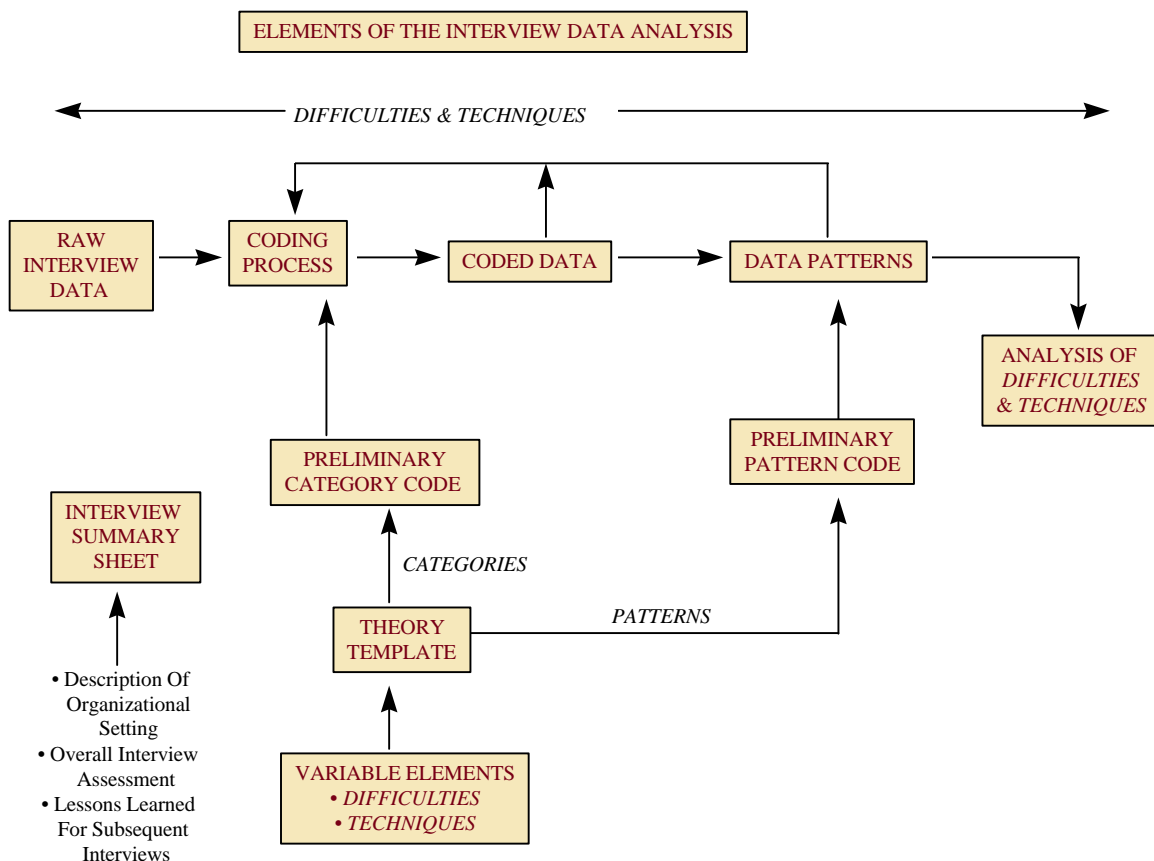 ELEMENTS OF THE INTERVIEW DATA ANALYSIS
DIFFICULTIES & TECHNIQUES
RAW
INTERVIEW
DATA
CODING
PROCESS
CODED DATA
DATA PATTERNS
ANALYSIS OF
DIFFICULTIES
& TECHNIQUES
PRELIMINARY
CATEGORY CODE
PRELIMINARY
PATTERN CODE
INTERVIEW
SUMMARY
SHEET
CATEGORIES
PATTERNS
THEORY
TEMPLATE
• Description Of
Organizational
Setting
• Overall Interview
Assessment
• Lessons Learned
For Subsequent
Interviews
VARIABLE ELEMENTS
• DIFFICULTIES
• TECHNIQUES